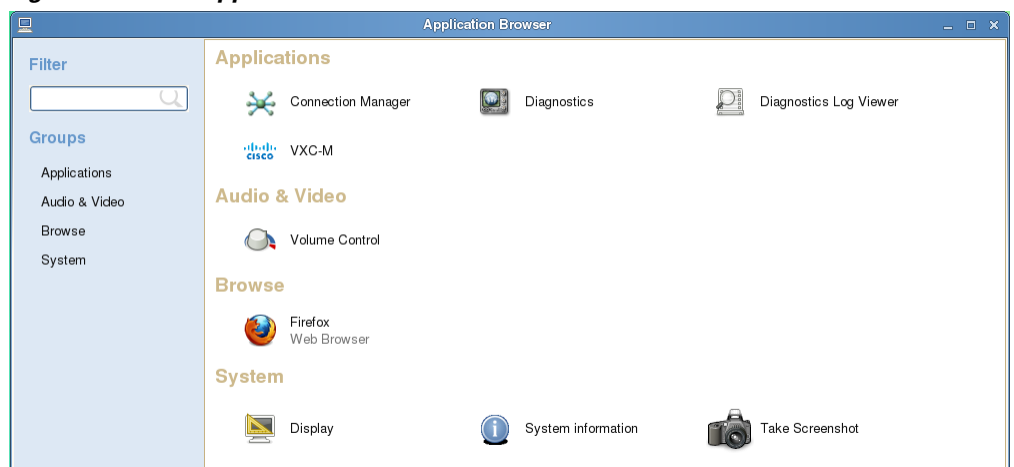 Application Browser
Filter
Groups
Applications
Audio & Video
Browse
System
Applications
Connection Manager
Diagnostics
Diagnostics Log Viewer
CISCO
VXC-M
Audio & Video
Volume Control
Browse
Firefox
Web Browser
System
Display
System information
Take Screenshot